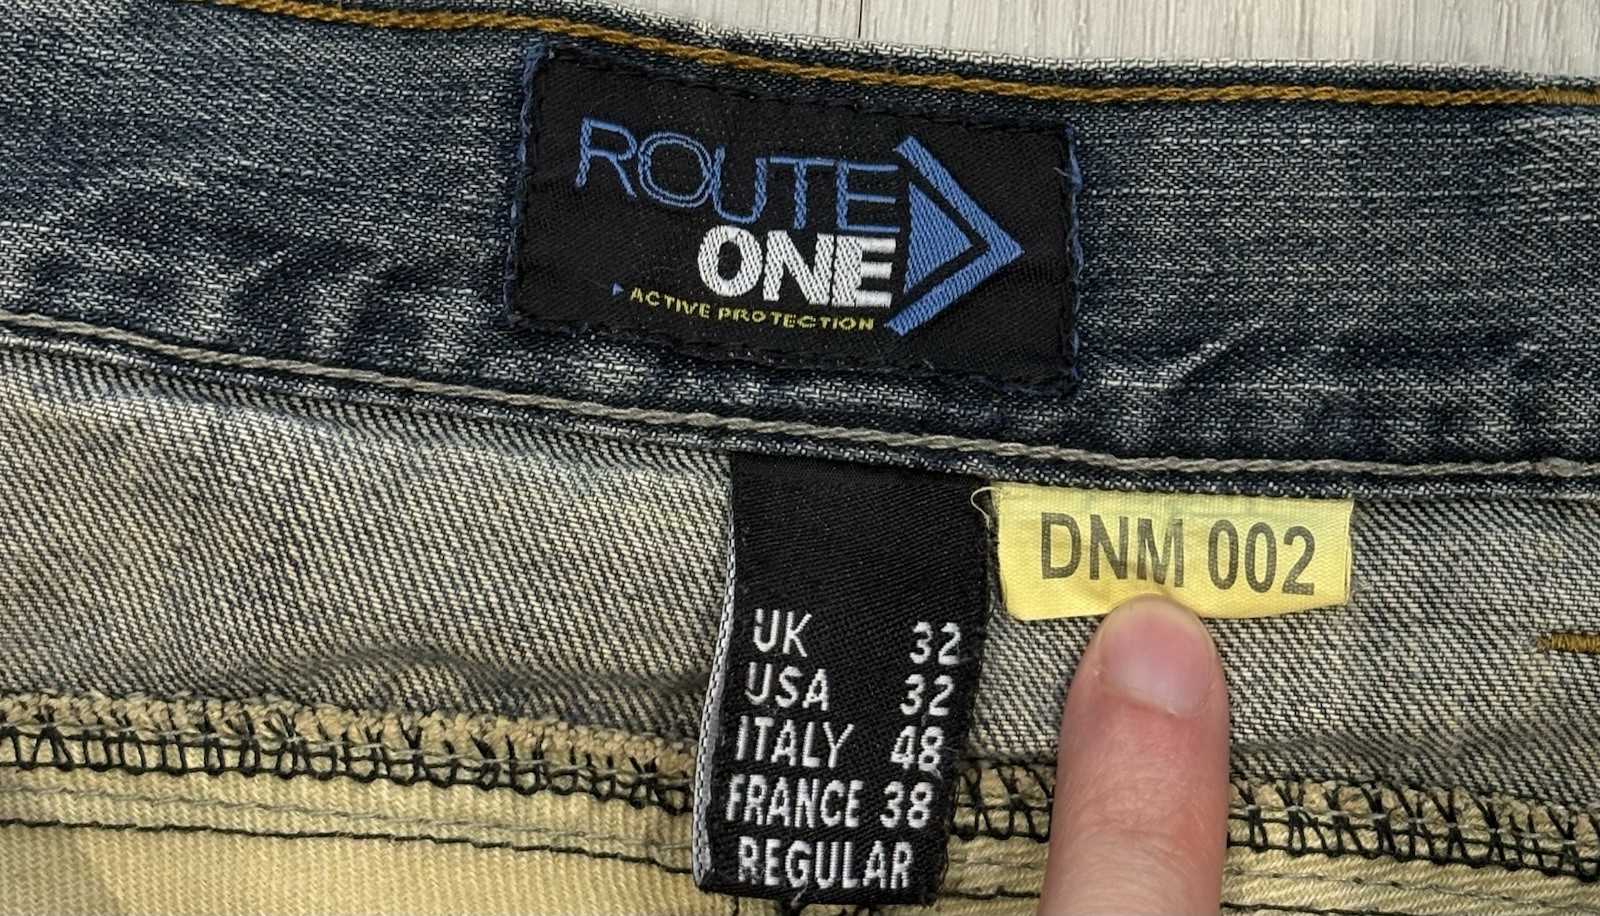 ROUTE
ONE
ACTIVE PROTECTION
DNM 002
UK 32
USA 32
ITALY 48
FRANCE 38
REGULAR